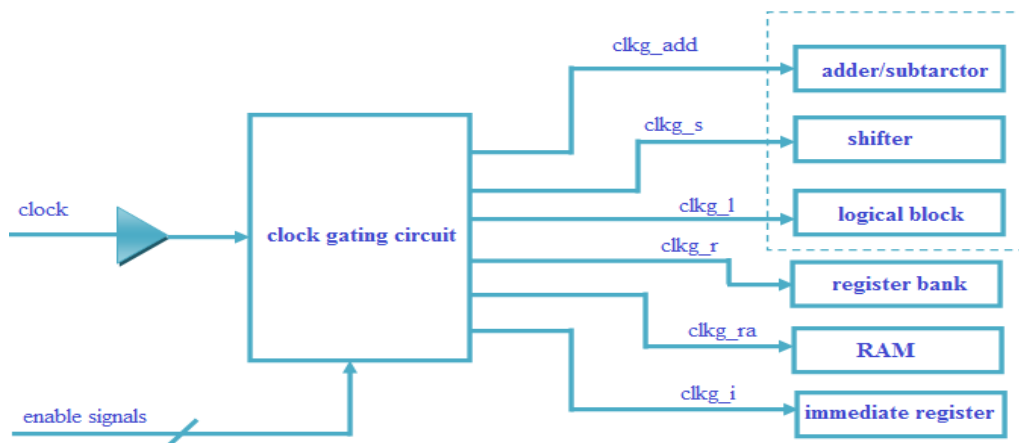 clkg_add
adder/subtarctor
clkg_s
shifter
clock
clock gating circuit
clkg_l
logical block
clkg_r
register bank
clkg_ra
RAM
enable signals
clkg_i
immediate register